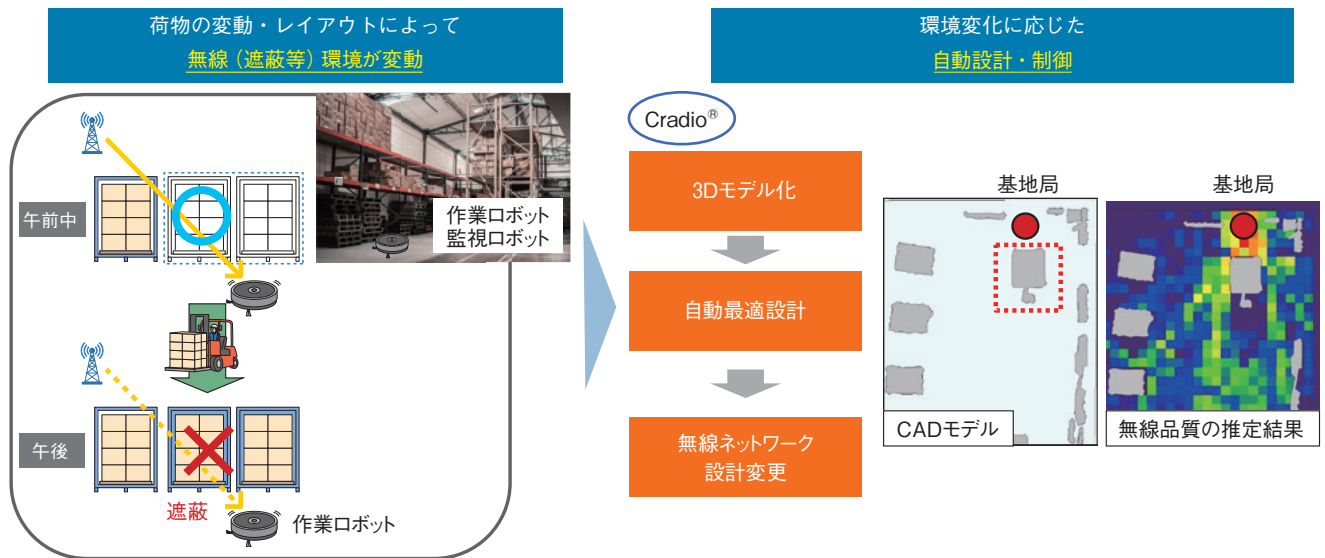 荷物の変動・レイアウトによって
無線（遮蔽等）環境が変動
午前中
作業ロボット
監視ロボット
午後
遮蔽
作業ロボット
環境変化に応じた
自動設計・制御
Cradio®
3Dモデル化
自動最適設計
無線ネットワーク
設計変更
基地局
CADモデル
基地局
無線品質の推定結果